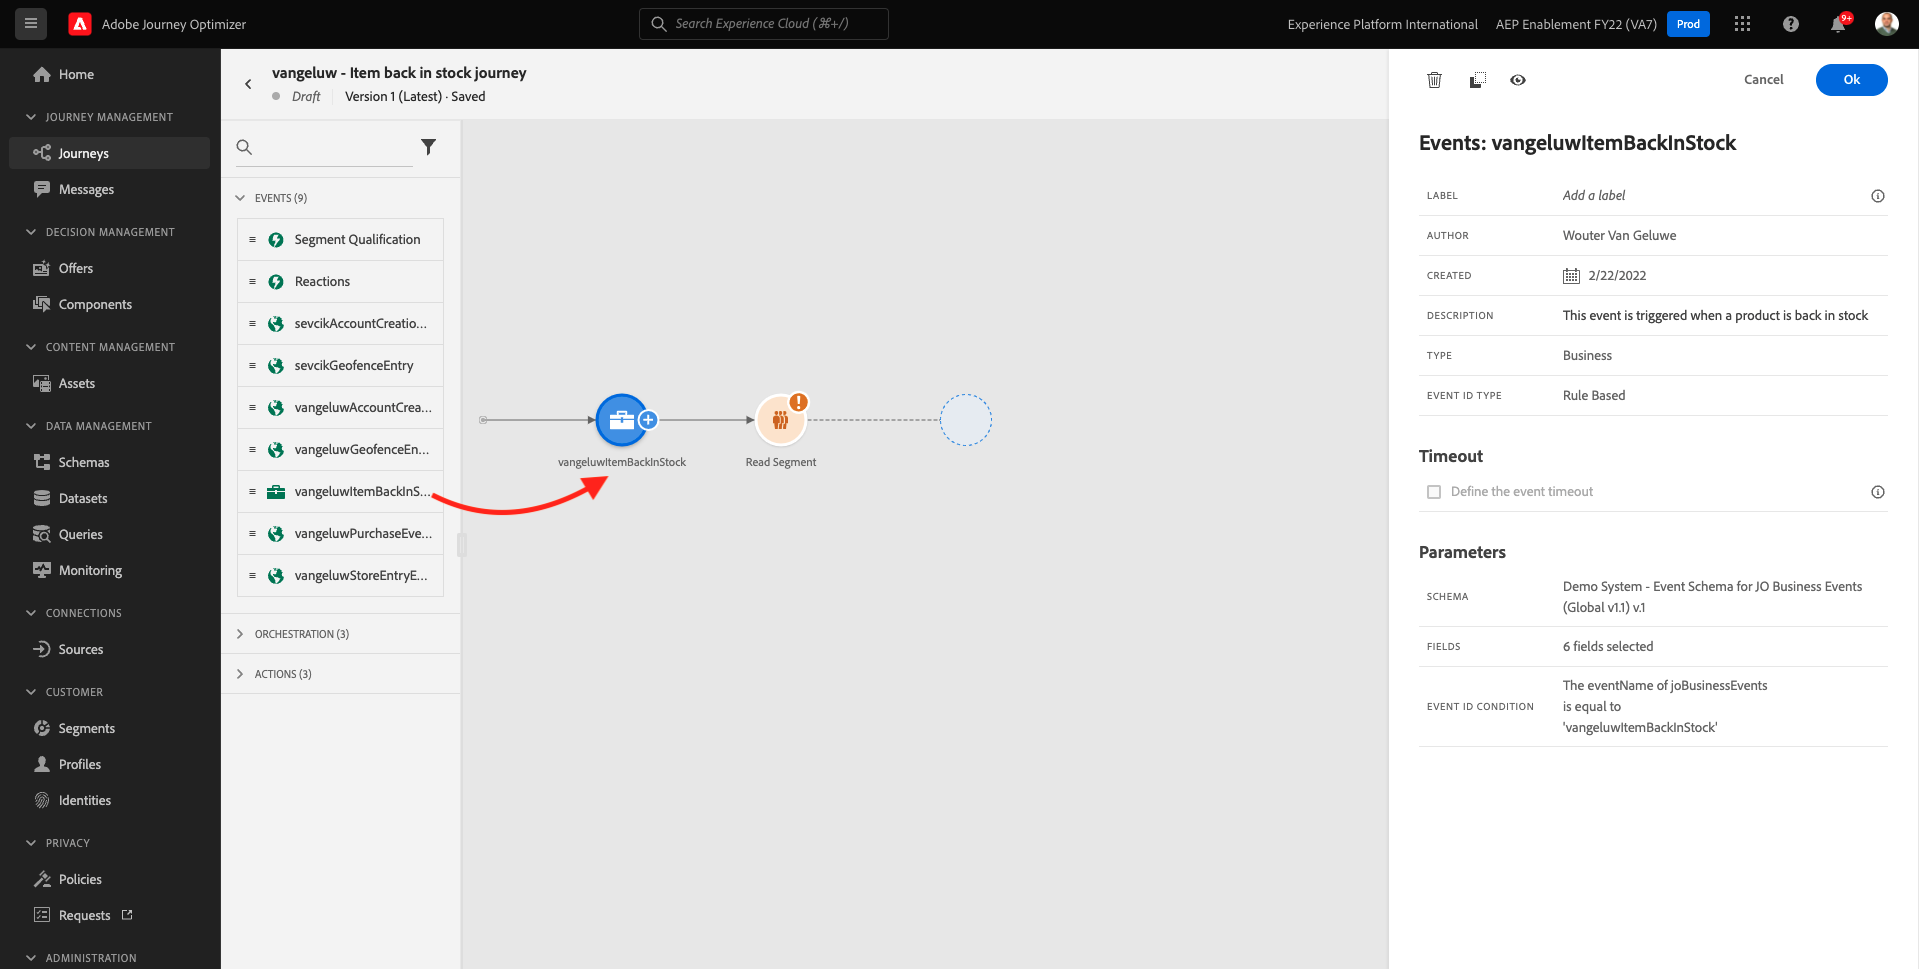 Adobe Journey Optimizer
Search Experience Cloud (⌘+/)
Experience Platform International
AEP Enablement FY22 (VA7)
Prod
9+
Home
JOURNEY MANAGEMENT
Journeys
Messages
DECISION MANAGEMENT
Offers
Components
CONTENT MANAGEMENT
Assets
DATA MANAGEMENT
Schemas
Datasets
Queries
Monitoring
CONNECTIONS
Sources
CUSTOMER
Segments
Profiles
Identities
PRIVACY
Policies
Requests
ADMINISTRATION
vangeluw - Item back in stock journey
Draft
Version 1 (Latest) · Saved
EVENTS (9)
Segment Qualification
Reactions
sevcikAccountCreatio...
sevcikGeofenceEntry
vangeluwAccountCrea...
vangeluwGeofenceEn...
vangeluwItemBackInS...
vangeluwPurchaseEve...
vangeluwStoreEntryE...
ORCHESTRATION (3)
ACTIONS (3)
vangeluwItemBackInStock
Read Segment
Cancel
Ok
Events: vangeluwItemBackInStock
LABEL Add a label
AUTHOR Wouter Van Geluwe
CREATED 2/22/2022
DESCRIPTION This event is triggered when a product is back in stock
TYPE Business
EVENT ID TYPE Rule Based
Timeout
Define the event timeout
Parameters
SCHEMA Demo System - Event Schema for JO Business Events
(Global v1.1) v.1
FIELDS 6 fields selected
EVENT ID CONDITION The eventName of joBusinessEvents
is equal to
'vangeluwItemBackInStock'